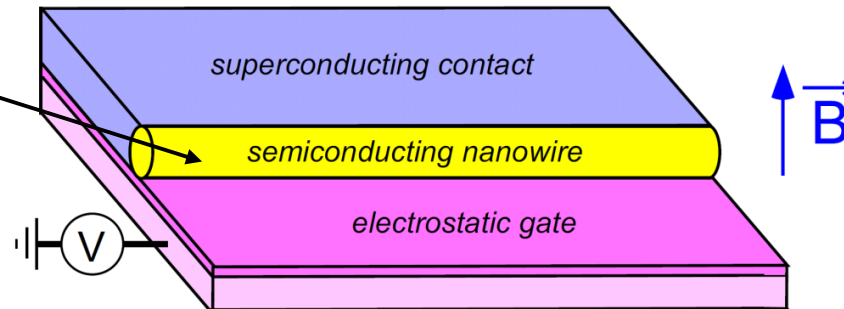 superconducting contact
semiconducting nanowire
electrostatic gate
V
B